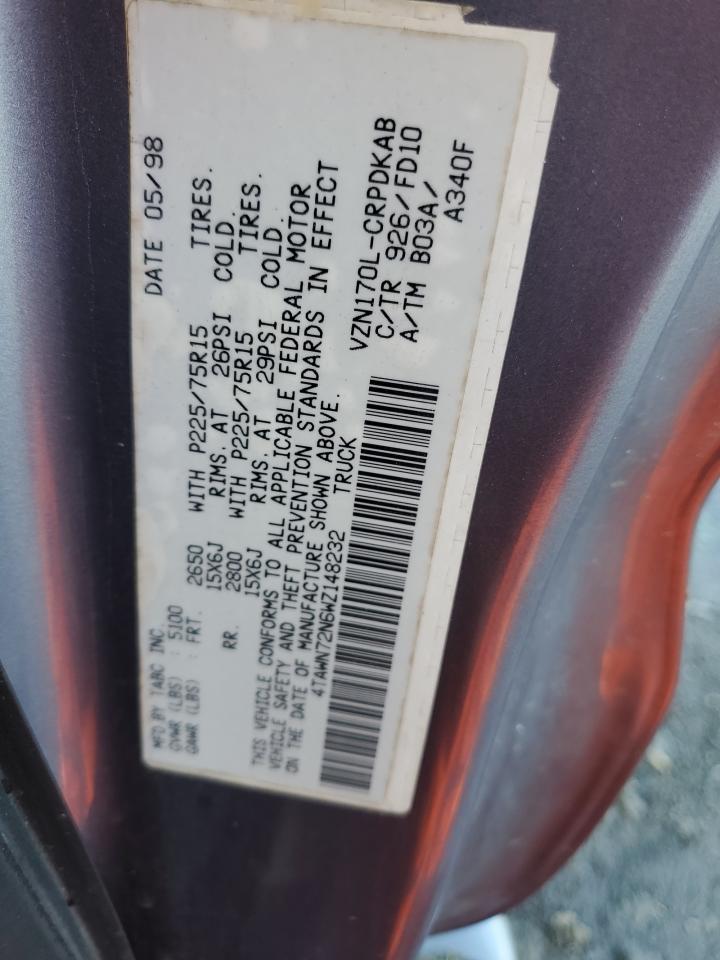 MFD BY TABC INC. DATE 05/98
GVWR (LBS) : 5100
GAWR (LBS) : FRT. 2650 WITH P225/75R15 TIRES.
15X6J RIMS. AT 26PSI COLD.
RR. 2800 WITH P225/75R15 TIRES.
15X6J RIMS. AT 29PSI COLD.
THIS VEHICLE CONFORMS TO ALL APPLICABLE FEDERAL MOTOR
VEHICLE SAFETY AND THEFT PREVENTION STANDARDS IN EFFECT
ON THE DATE OF MANUFACTURE SHOWN ABOVE.
4TAWN72N6WZ148232 TRUCK
VZN170L-CRPDKAB
C/TR 926/FD10
A/TM B03A/
A340F